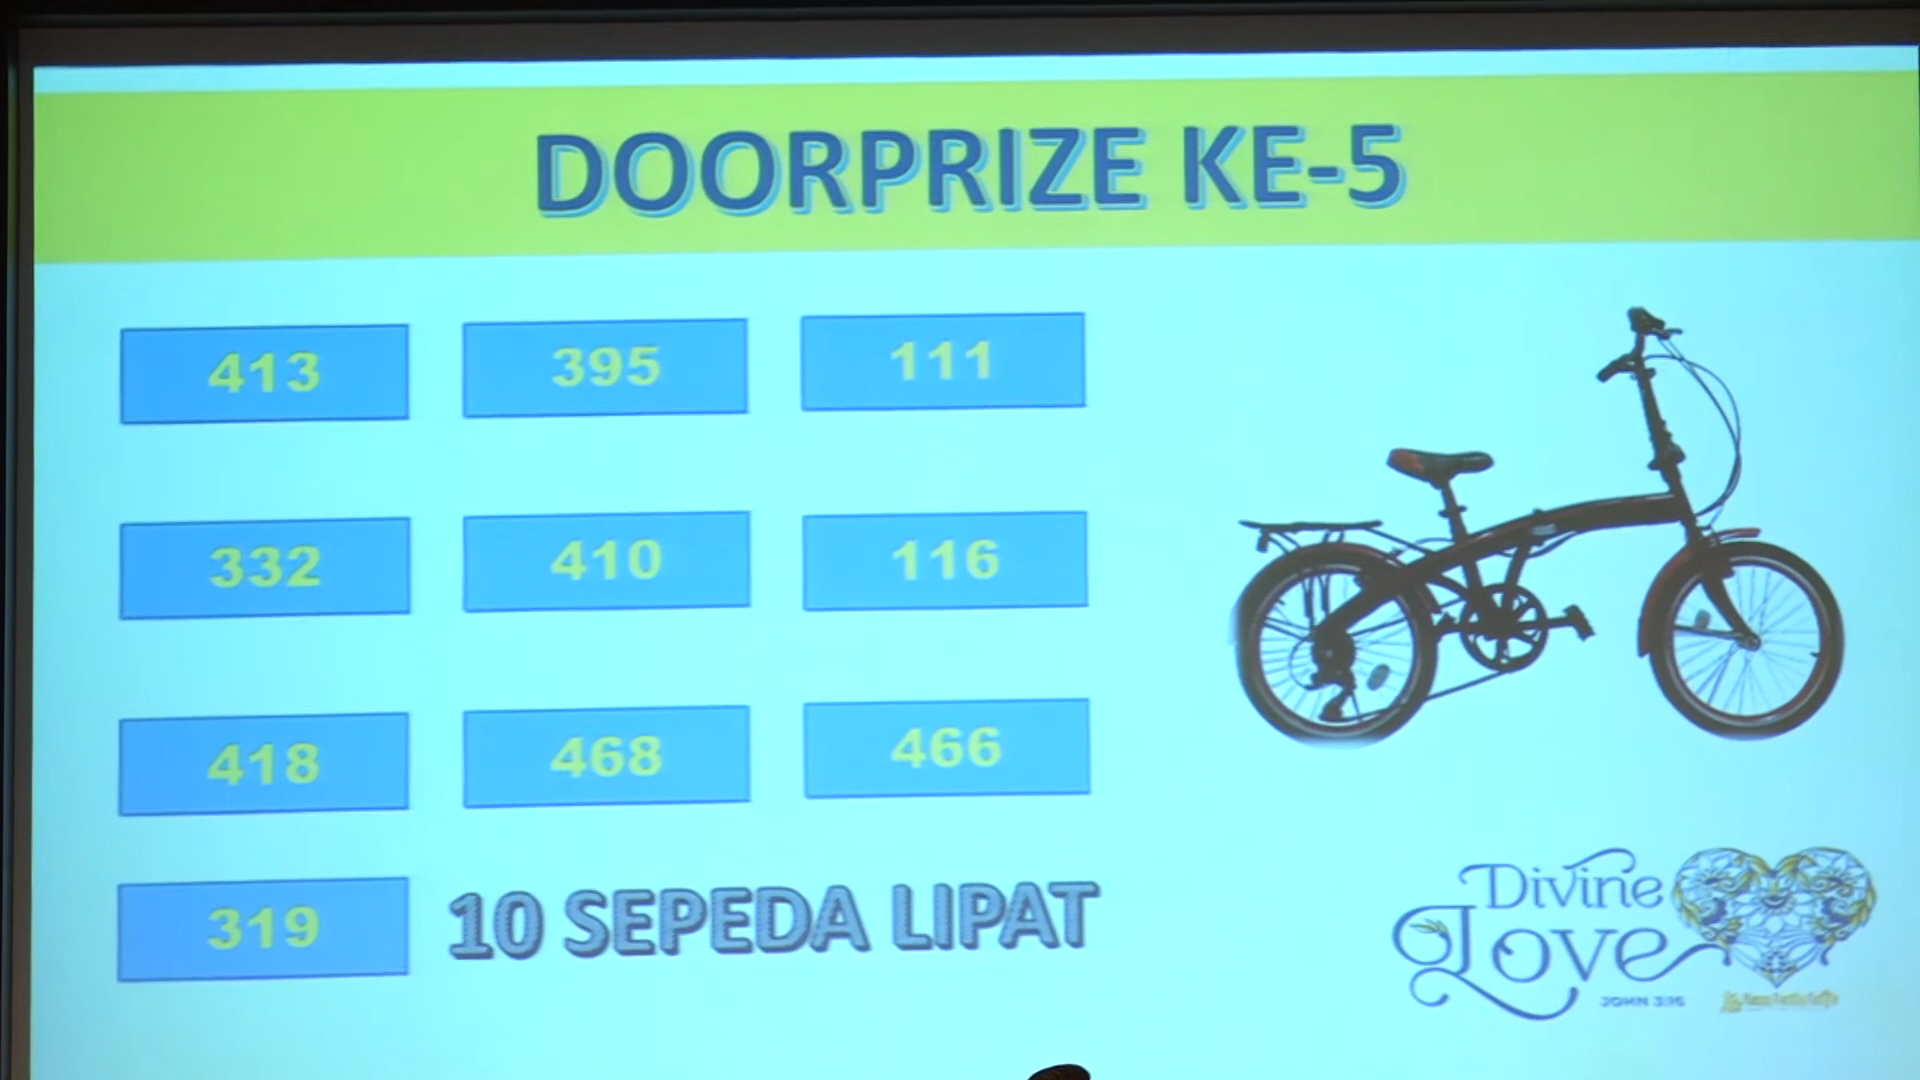 DOORPRIZE KE-5
413 395 111
332 410 116
418 468 466
319 10 SEPEDA LIPAT
Divine
Love
JOHN 3:16